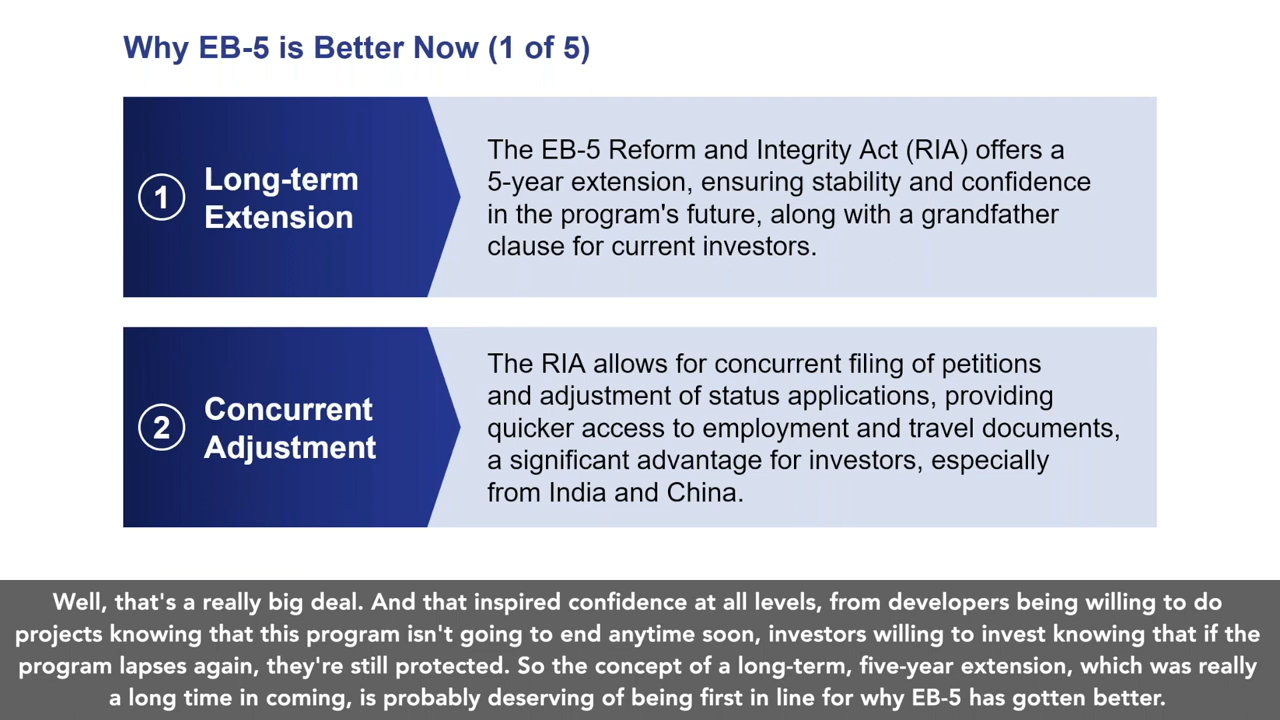 Why EB-5 is Better Now (1 of 5)
1
Long-term
Extension
The EB-5 Reform and Integrity Act (RIA) offers a
5-year extension, ensuring stability and confidence
in the program's future, along with a grandfather
clause for current investors.
2
Concurrent
Adjustment
The RIA allows for concurrent filing of petitions
and adjustment of status applications, providing
quicker access to employment and travel documents,
a significant advantage for investors, especially
from India and China.
Well, that's a really big deal. And that inspired confidence at all levels, from developers being willing to do
projects knowing that this program isn't going to end anytime soon, investors willing to invest knowing that if the
program lapses again, they're still protected. So the concept of a long-term, five-year extension, which was really
a long time in coming, is probably deserving of being first in line for why EB-5 has gotten better.